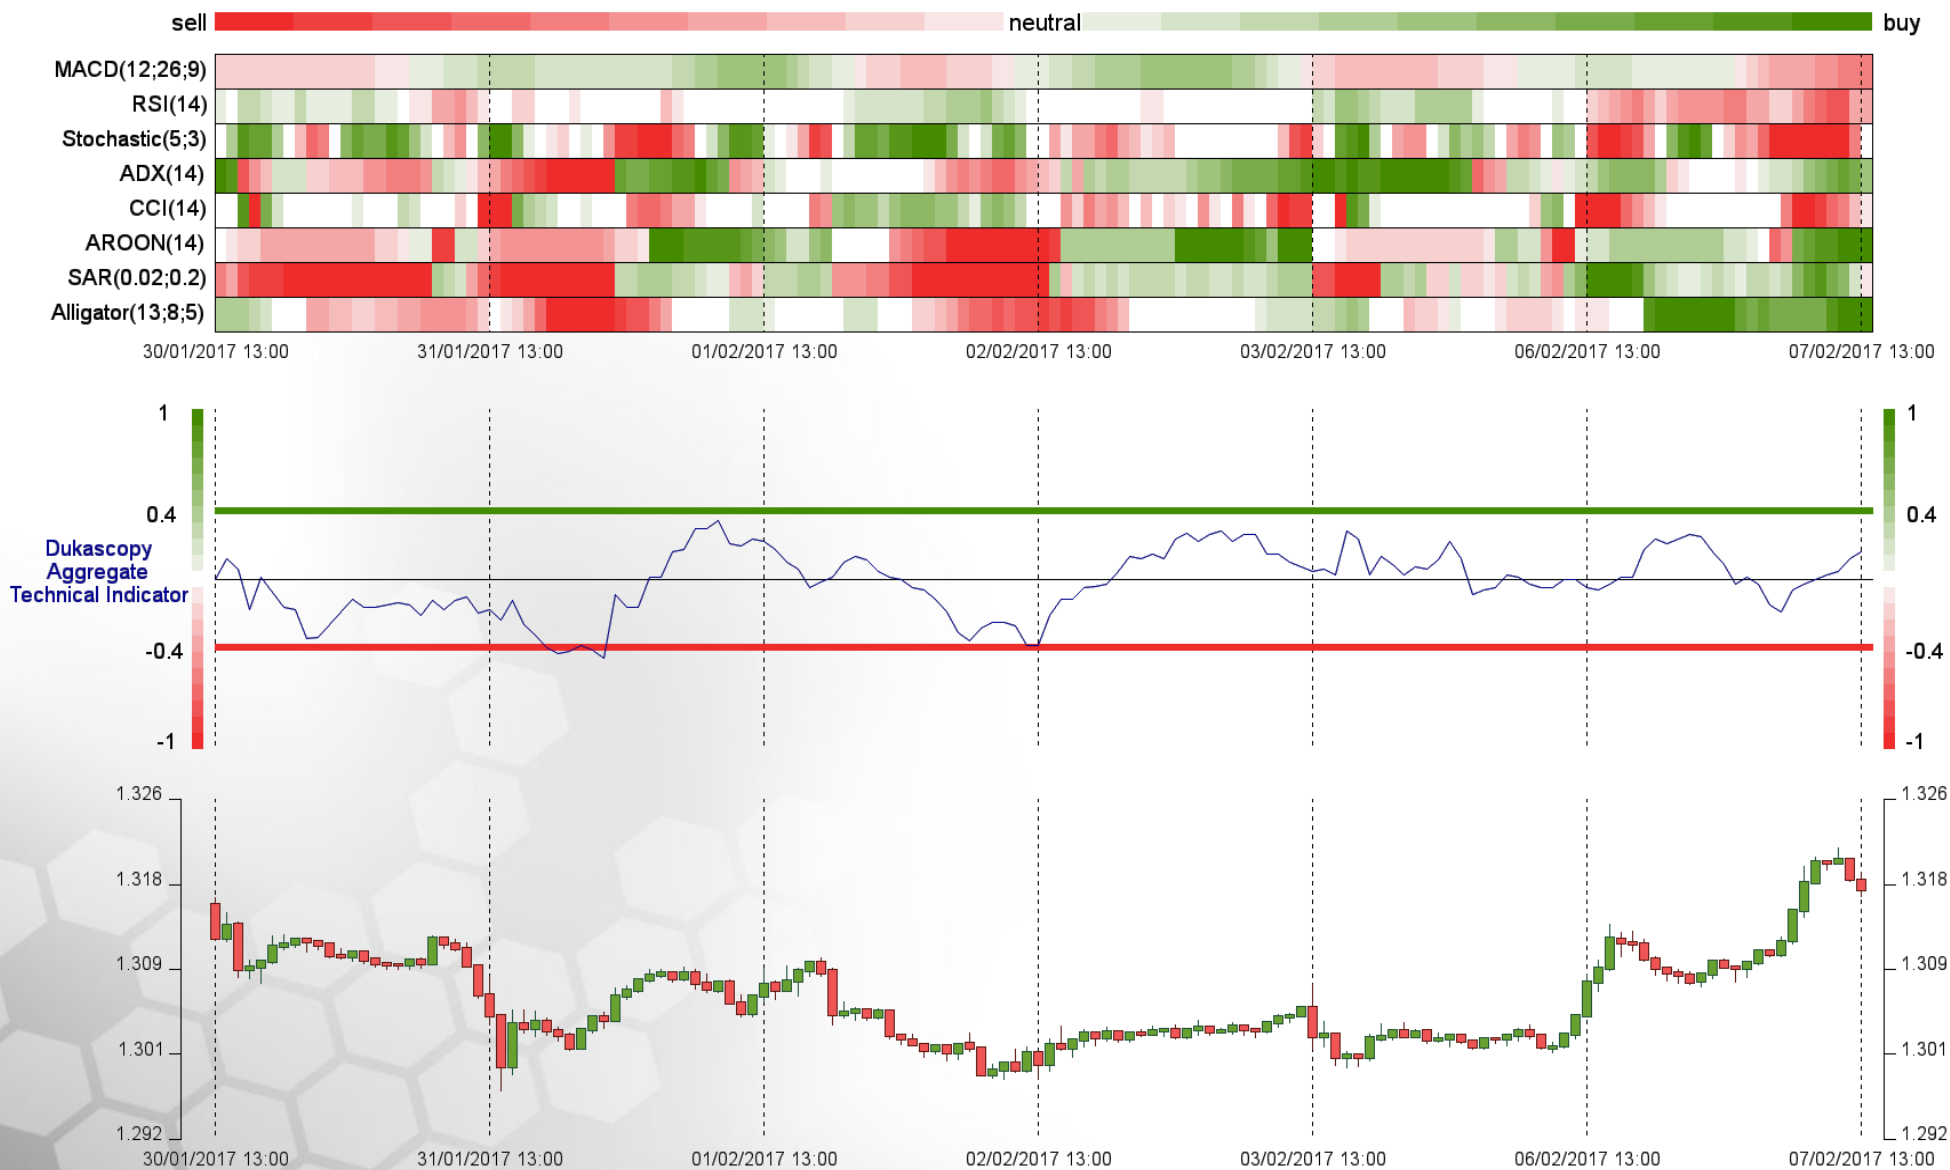 sell neutral buy
MACD(12;26;9)
RSI(14)
Stochastic(5;3)
ADX(14)
CCI(14)
AROON(14)
SAR(0.02;0.2)
Alligator(13;8;5)
30/01/2017 13:00 31/01/2017 13:00 01/02/2017 13:00 02/02/2017 13:00 03/02/2017 13:00 06/02/2017 13:00 07/02/2017 13:00
1 1
0.4 0.4
Dukascopy
Aggregate
Technical Indicator
-0.4 -0.4
-1 -1
1.326 1.326
1.318 1.318
1.309 1.309
1.301 1.301
1.292 1.292
30/01/2017 13:00 31/01/2017 13:00 01/02/2017 13:00 02/02/2017 13:00 03/02/2017 13:00 06/02/2017 13:00 07/02/2017 13:00